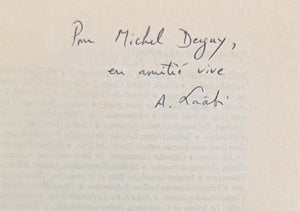 Pour Michel Deguy,
en amitié vive
A. Laâbi